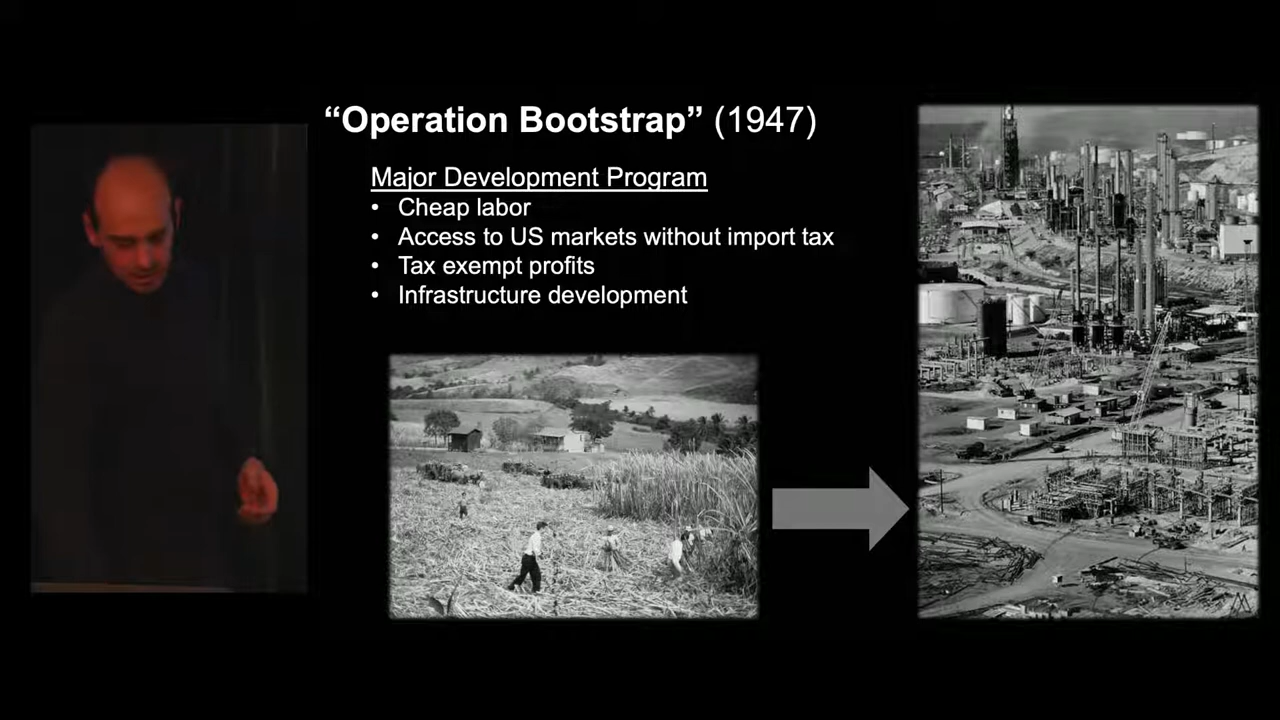 “Operation Bootstrap” (1947)
Major Development Program
• Cheap labor
• Access to US markets without import tax
• Tax exempt profits
• Infrastructure development